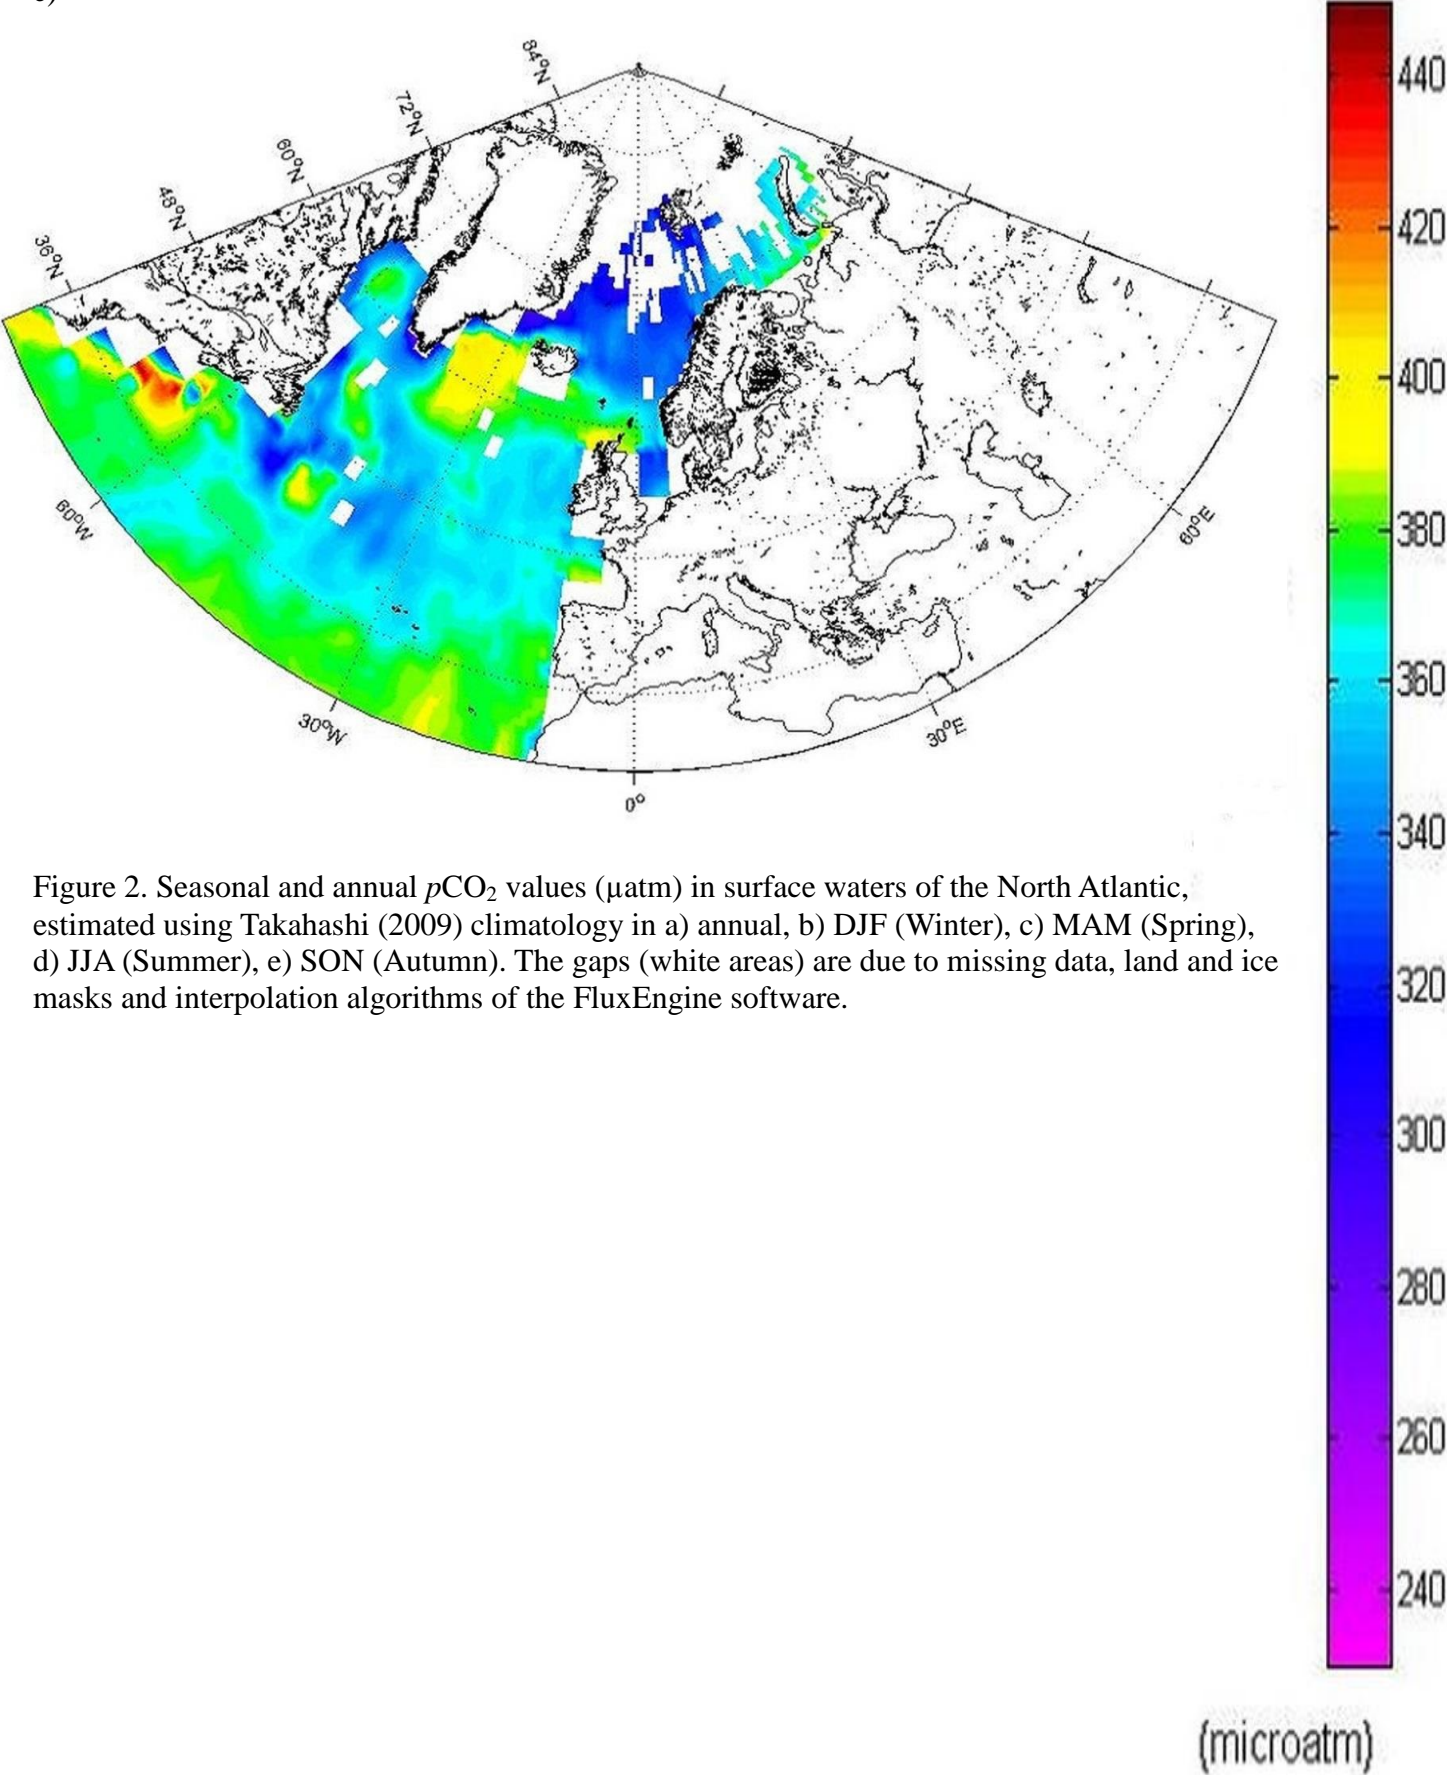 84°N
72°N
60°N
48°N
36°N
60°W
30°W
0°
30°E
60°E
440
420
400
380
360
340
320
300
280
260
240
{microatm}
Figure 2. Seasonal and annual pCO₂ values (µatm) in surface waters of the North Atlantic,
estimated using Takahashi (2009) climatology in a) annual, b) DJF (Winter), c) MAM (Spring),
d) JJA (Summer), e) SON (Autumn). The gaps (white areas) are due to missing data, land and ice
masks and interpolation algorithms of the FluxEngine software.